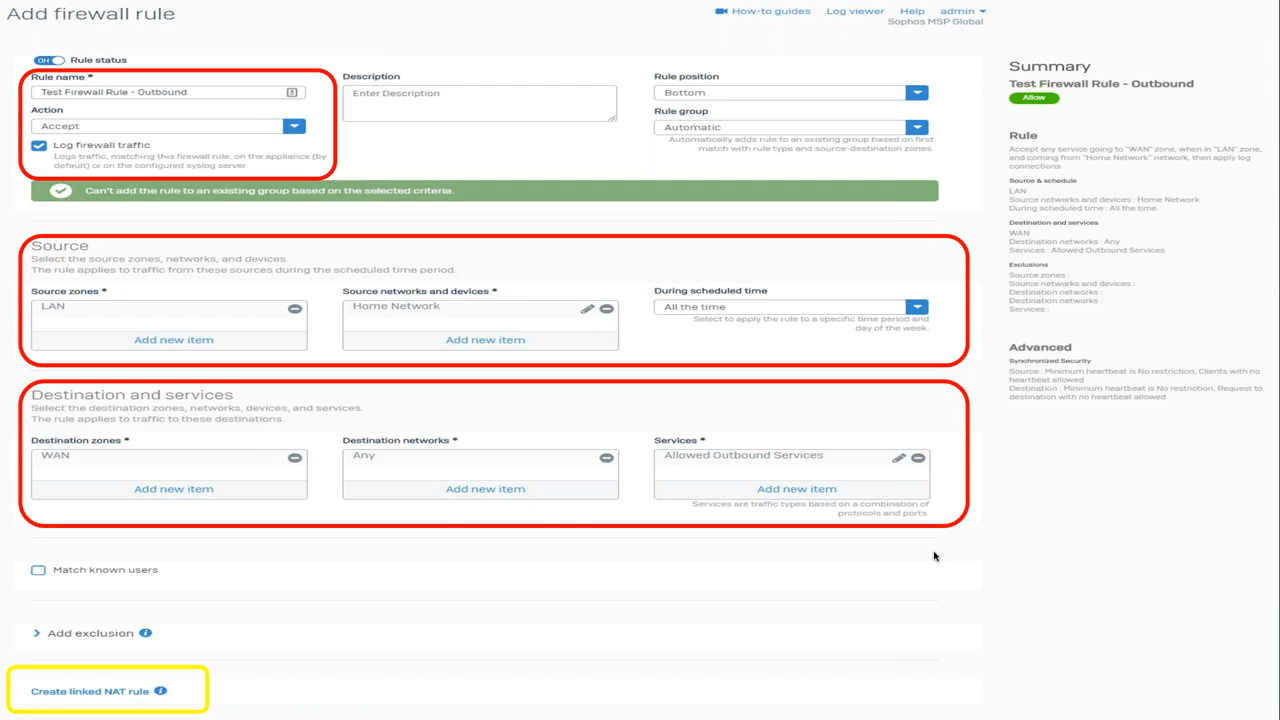 Add firewall rule
How-to guides Log viewer Help admin
Sophos MSP Global
ON Rule status
Rule name *
Test Firewall Rule - Outbound
Action
Accept
Log firewall traffic
Logs traffic, matching this firewall rule, on the appliance (by
default) or on the configured syslog server.
Description
Enter Description
Rule position
Bottom
Rule group
Automatic
Automatically adds rule to an existing group based on first
match with rule type and source-destination zones.
Can't add the rule to an existing group based on the selected criteria.
Source
Select the source zones, networks, and devices.
The rule applies to traffic from these sources during the scheduled time period.
Source zones *
LAN
Add new item
Source networks and devices *
Home Network
Add new item
During scheduled time
All the time
Select to apply the rule to a specific time period and
day of the week.
Destination and services
Select the destination zones, networks, devices, and services.
The rule applies to traffic to these destinations.
Destination zones *
WAN
Add new item
Destination networks *
Any
Add new item
Services *
Allowed Outbound Services
Add new item
Services are traffic types based on a combination of
protocols and ports.
Match known users
Add exclusion
Create linked NAT rule
Summary
Test Firewall Rule - Outbound
Allow
Rule
Accept any service going to "WAN" zone, when in "LAN" zone,
and coming from "Home Network" network, then apply log
connections
Source & schedule
LAN
Source networks and devices : Home Network
During scheduled time : All the time
Destination and services
WAN
Destination networks : Any
Services : Allowed Outbound Services
Exclusions
Source zones :
Source networks and devices :
Destination networks :
Destination networks :
Services :
Advanced
Synchronized Security
Source : Minimum heartbeat is No restriction, Clients with no
heartbeat allowed
Destination : Minimum heartbeat is No restriction, Request to
destination with no heartbeat allowed